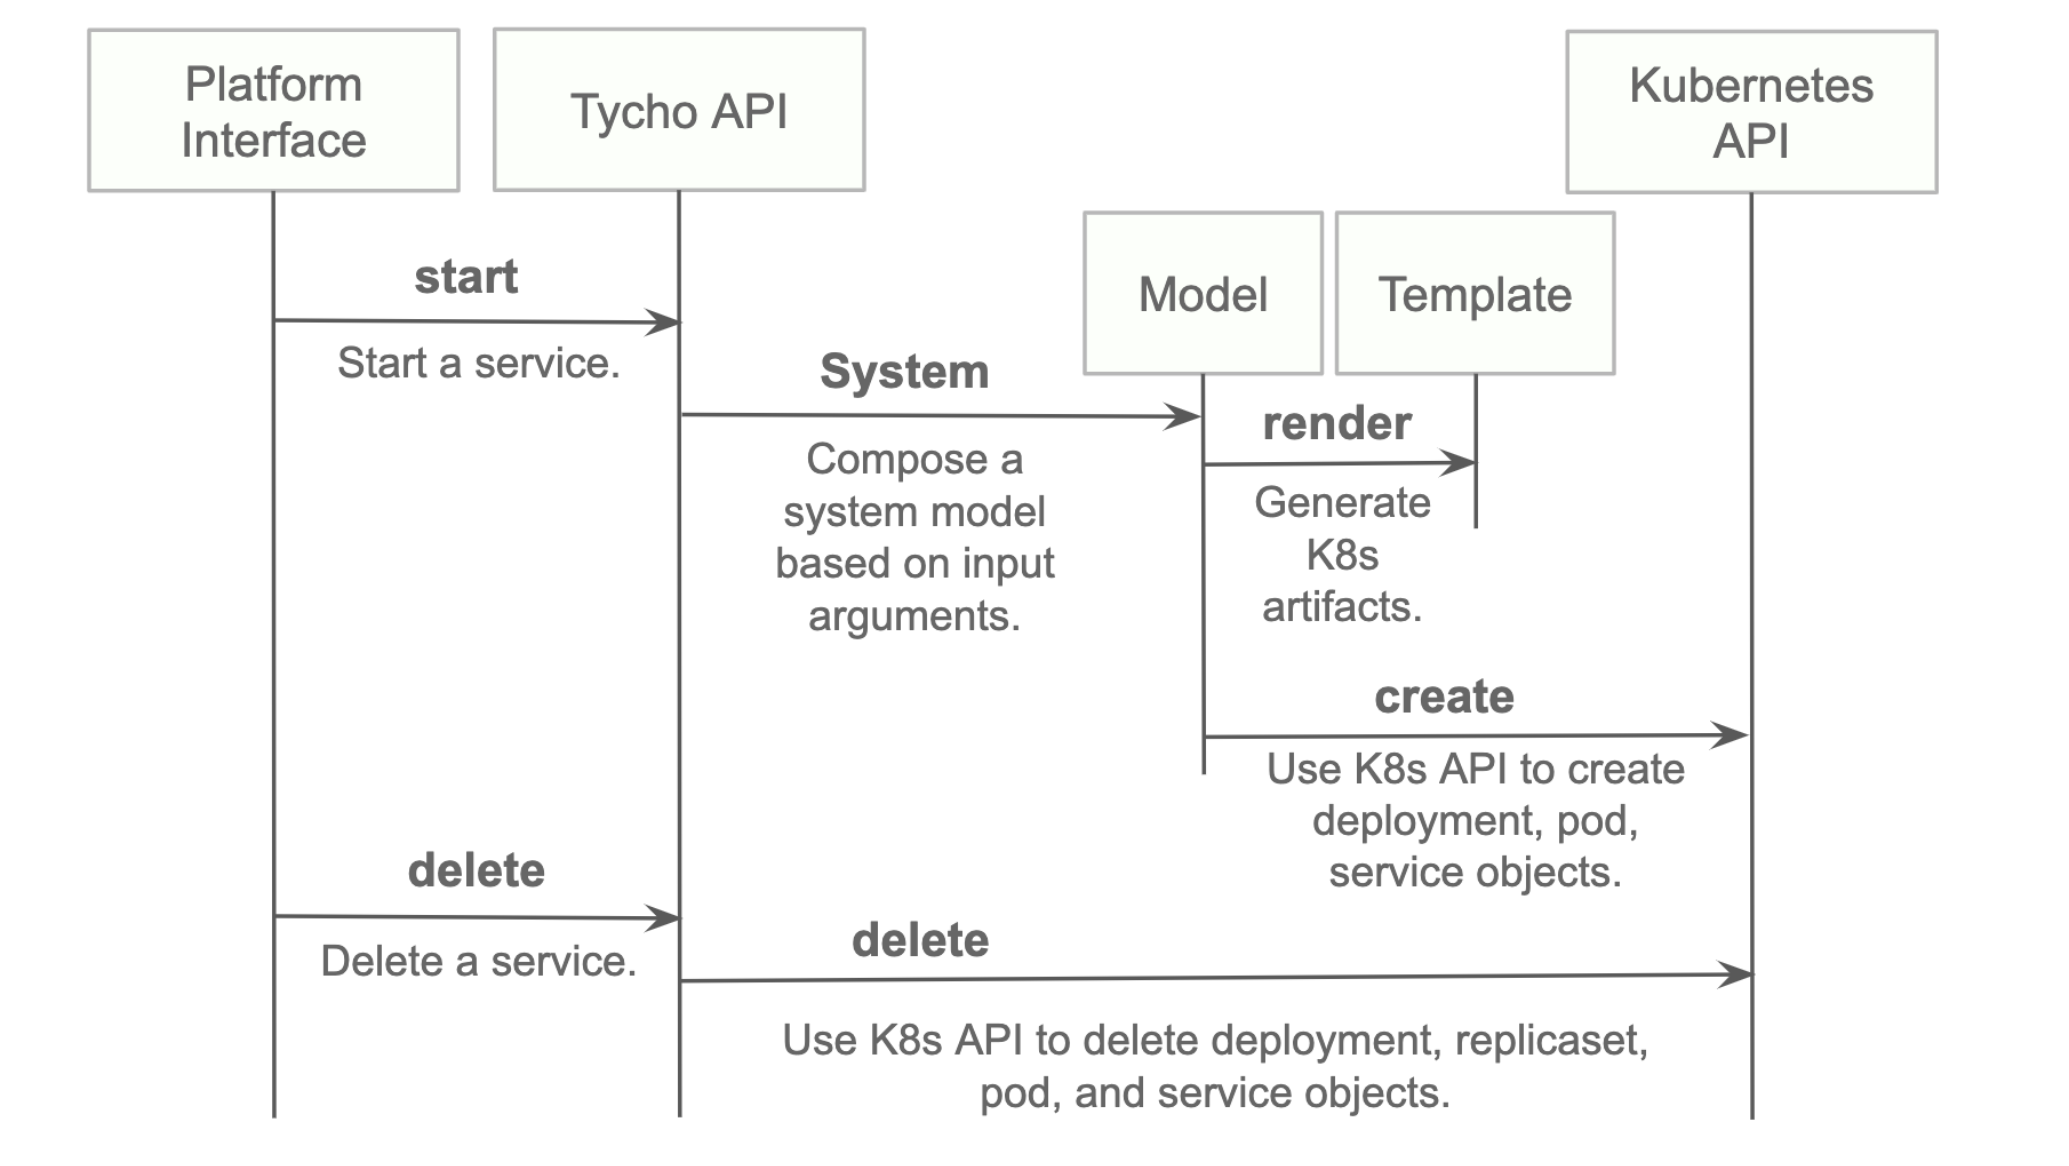 Platform
Interface
Tycho API
Kubernetes
API
Model
Template
start
Start a service.
System
Compose a
system model
based on input
arguments.
render
Generate
K8s
artifacts.
create
Use K8s API to create
deployment, pod,
service objects.
delete
Delete a service.
delete
Use K8s API to delete deployment, replicaset,
pod, and service objects.